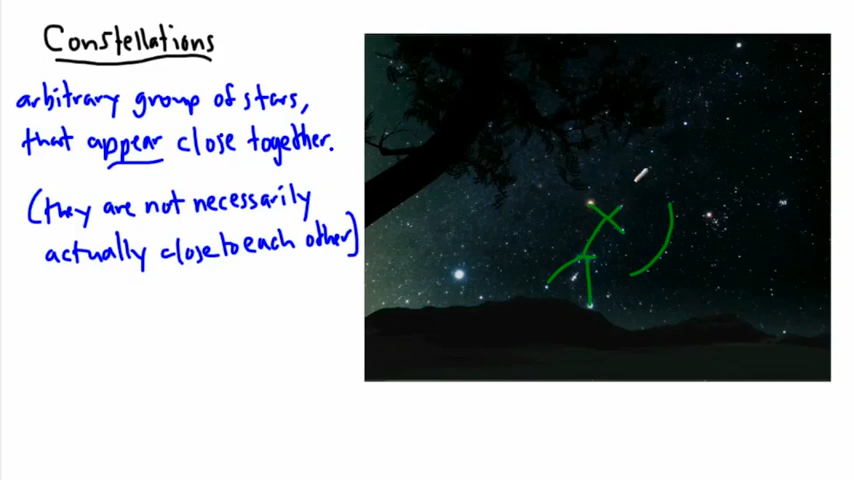 Constellations
arbitrary group of stars,
that appear close together.
(they are not necessarily
actually close to each other)